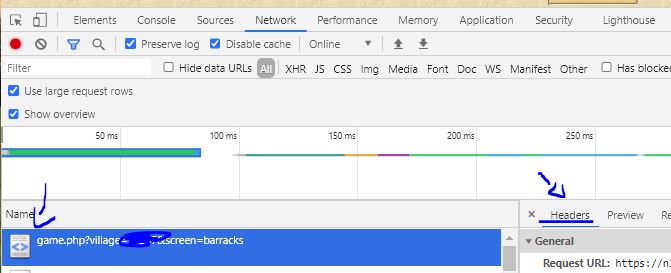 Elements Console Sources Network Performance Memory Application Security Lighthouse
Preserve log Disable cache Online
Filter Hide data URLs All XHR JS CSS Img Media Font Doc WS Manifest Other Has blocked
Use large request rows
Show overview
50 ms 100 ms 150 ms 200 ms 250 ms
Name × Headers Preview Re
game.php?village &screen=barracks General
Request URL: https://n